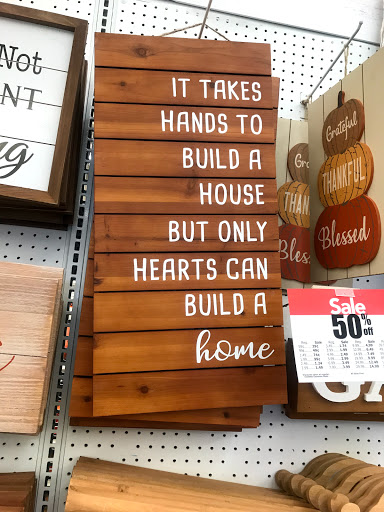 Not
IT TAKES
HANDS TO
BUILD A
HOUSE
BUT ONLY
HEARTS CAN
BUILD A
home
Grateful
THANKFUL
Blessed
Sale
50% off